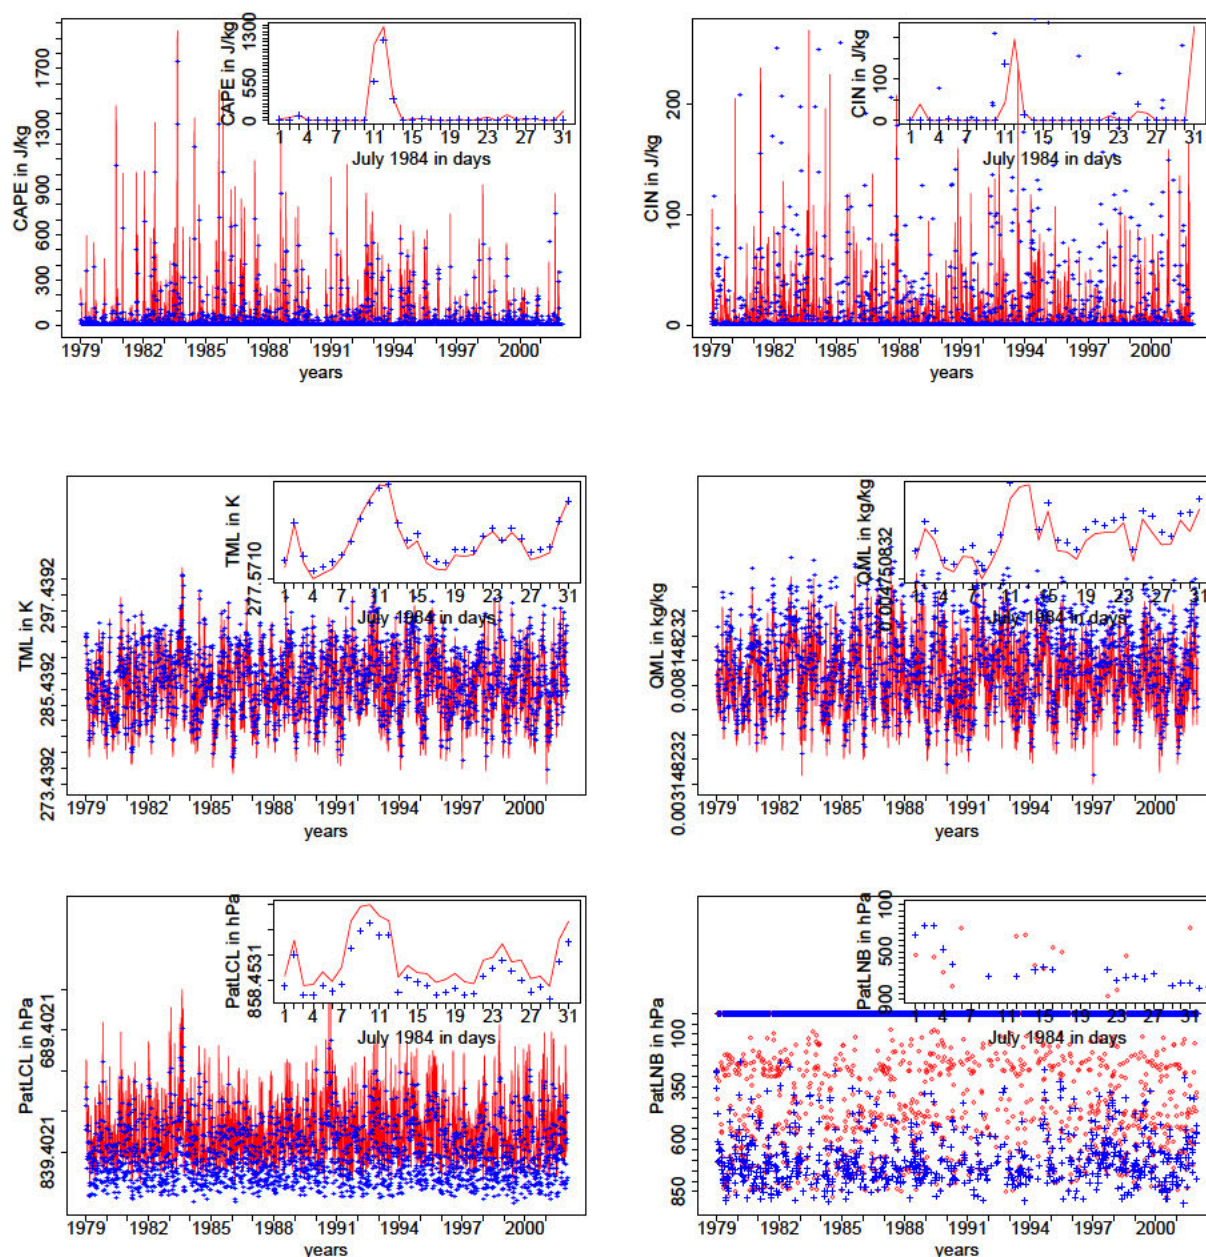 CAPE in J/kg
0 300 600 900 1300 1700
1979 1982 1985 1988 1991 1994 1997 2000
years
CAPE in J/kg
0 550 1300
1 4 7 11 15 19 23 27 31
July 1984 in days
CIN in J/kg
0 100 200
1979 1982 1985 1988 1991 1994 1997 2000
years
CIN in J/kg
0 100
1 4 7 11 15 19 23 27 31
July 1984 in days
TML in K
273.4392 285.4392 297.4392
1979 1982 1985 1988 1991 1994 1997 2000
years
TML in K
277.5710
1 4 7 11 15 19 23 27 31
July 1984 in days
QML in kg/kg
0.003148232 0.008148232
1979 1982 1985 1988 1991 1994 1997 2000
years
QML in kg/kg
0.004750832
1 4 7 11 15 19 23 27 31
July 1984 in days
PatLCL in hPa
839.4021 689.4021
1979 1982 1985 1988 1991 1994 1997 2000
years
PatLCL in hPa
858.4531
1 4 7 11 15 19 23 27 31
July 1984 in days
PatLNB in hPa
850 600 350 100
1979 1982 1985 1988 1991 1994 1997 2000
years
PatLNB in hPa
900 500 100
1 4 7 11 15 19 23 31
July 1984 in days